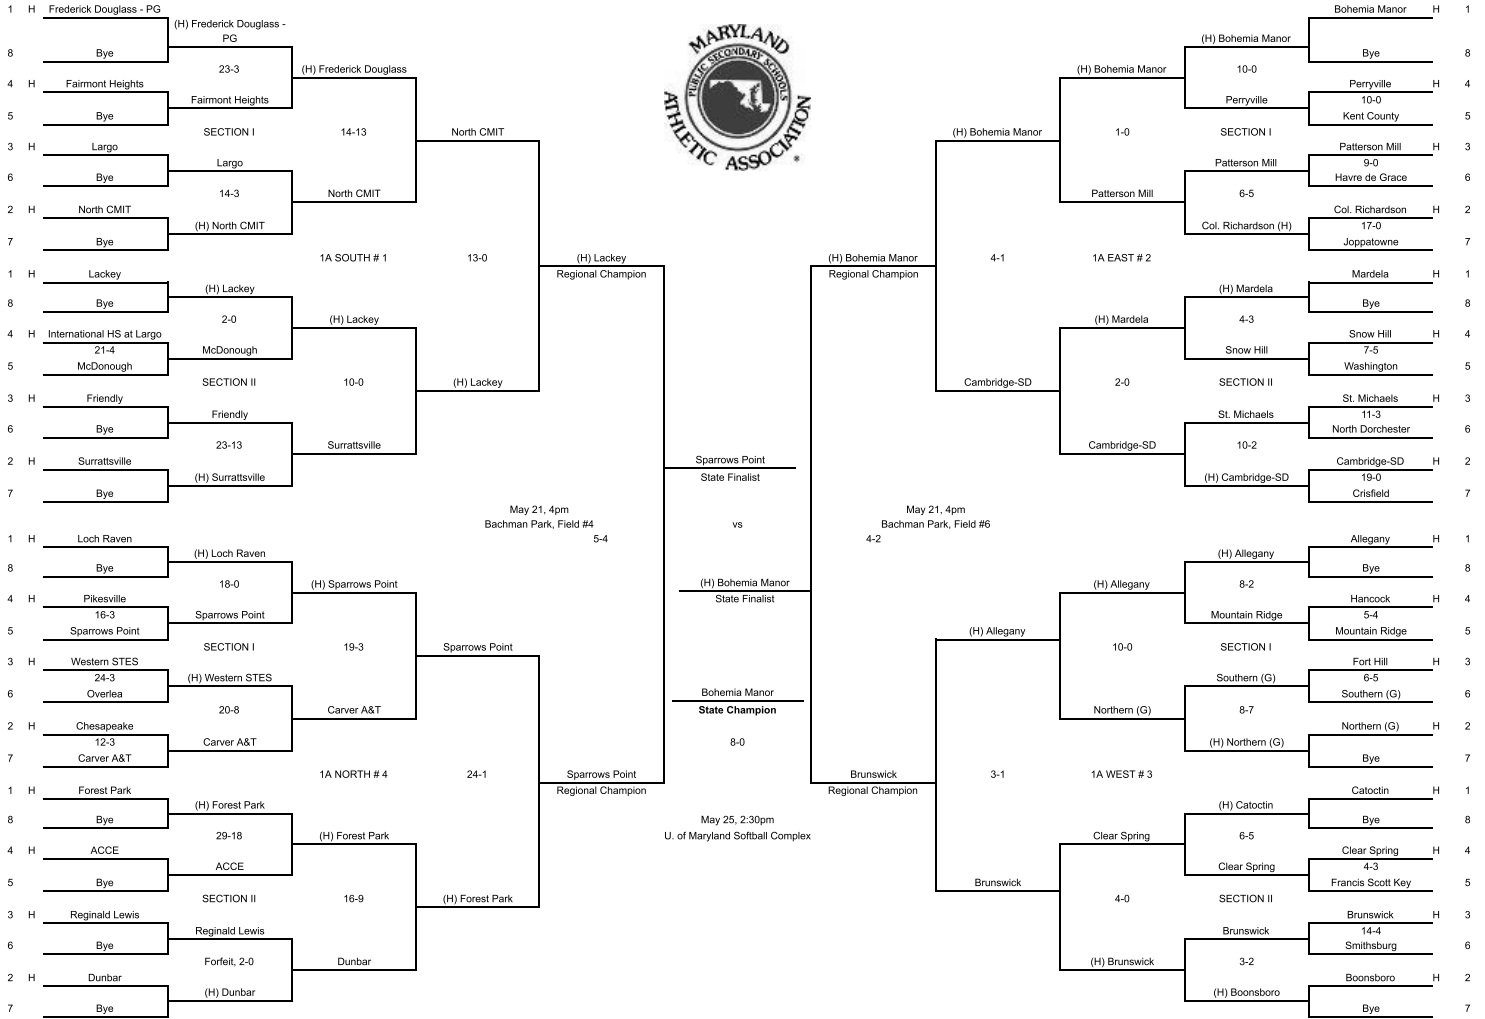 1 H Frederick Douglass - PG
(H) Frederick Douglass -
PG
8 Bye
23-3
(H) Frederick Douglass
4 H Fairmont Heights
Fairmont Heights
5 Bye
SECTION I
14-13
North CMIT
3 H Largo
Largo
6 Bye
14-3
North CMIT
2 H North CMIT
(H) North CMIT
7 Bye
1A SOUTH # 1
13-0
(H) Lackey
Regional Champion
1 H Lackey
(H) Lackey
8 Bye
2-0
(H) Lackey
4 H International HS at Largo
21-4
McDonough
5 McDonough
SECTION II
10-0
(H) Lackey
3 H Friendly
Friendly
6 Bye
23-13
Surrattsville
2 H Surrattsville
(H) Surrattsville
7 Bye
May 21, 4pm
Bachman Park, Field #4
5-4
1 H Loch Raven
(H) Loch Raven
8 Bye
18-0
(H) Sparrows Point
4 H Pikesville
16-3
Sparrows Point
5 Sparrows Point
SECTION I
19-3
Sparrows Point
3 H Western STES
24-3
(H) Western STES
6 Overlea
20-8
Carver A&T
2 H Chesapeake
12-3
Carver A&T
7 Carver A&T
1A NORTH # 4
24-1
Sparrows Point
Regional Champion
1 H Forest Park
(H) Forest Park
8 Bye
29-18
(H) Forest Park
4 H ACCE
ACCE
5 Bye
SECTION II
16-9
(H) Forest Park
3 H Reginald Lewis
Reginald Lewis
6 Bye
Forfeit, 2-0
Dunbar
2 H Dunbar
(H) Dunbar
7 Bye
MARYLAND
PUBLIC SECONDARY SCHOOLS
ATHLETIC ASSOCIATION
®
Sparrows Point
State Finalist
vs
(H) Bohemia Manor
State Finalist
Bohemia Manor
State Champion
8-0
May 25, 2:30pm
U. of Maryland Softball Complex
Bohemia Manor H 1
(H) Bohemia Manor
Bye 8
10-0
(H) Bohemia Manor
Perryville H 4
10-0
Perryville
Kent County 5
SECTION I
1-0
(H) Bohemia Manor
Patterson Mill H 3
9-0
Patterson Mill
Havre de Grace 6
6-5
Patterson Mill
Col. Richardson H 2
17-0
Col. Richardson (H)
Joppatowne 7
1A EAST # 2
4-1
(H) Bohemia Manor
Regional Champion
Mardela H 1
(H) Mardela
Bye 8
4-3
(H) Mardela
Snow Hill H 4
7-5
Snow Hill
Washington 5
SECTION II
2-0
Cambridge-SD
St. Michaels H 3
11-3
St. Michaels
North Dorchester 6
10-2
Cambridge-SD
Cambridge-SD H 2
19-0
(H) Cambridge-SD
Crisfield 7
May 21, 4pm
Bachman Park, Field #6
4-2
Allegany H 1
(H) Allegany
Bye 8
8-2
(H) Allegany
Hancock H 4
5-4
Mountain Ridge
Mountain Ridge 5
SECTION I
10-0
(H) Allegany
Fort Hill H 3
6-5
Southern (G)
Southern (G) 6
8-7
Northern (G)
Northern (G) H 2
(H) Northern (G)
Bye 7
1A WEST # 3
3-1
Brunswick
Regional Champion
Catoctin H 1
(H) Catoctin
Bye 8
6-5
Clear Spring
Clear Spring H 4
4-3
Clear Spring
Francis Scott Key 5
SECTION II
4-0
Brunswick
Brunswick H 3
14-4
Brunswick
Smithsburg 6
3-2
(H) Brunswick
Boonsboro H 2
(H) Boonsboro
Bye 7